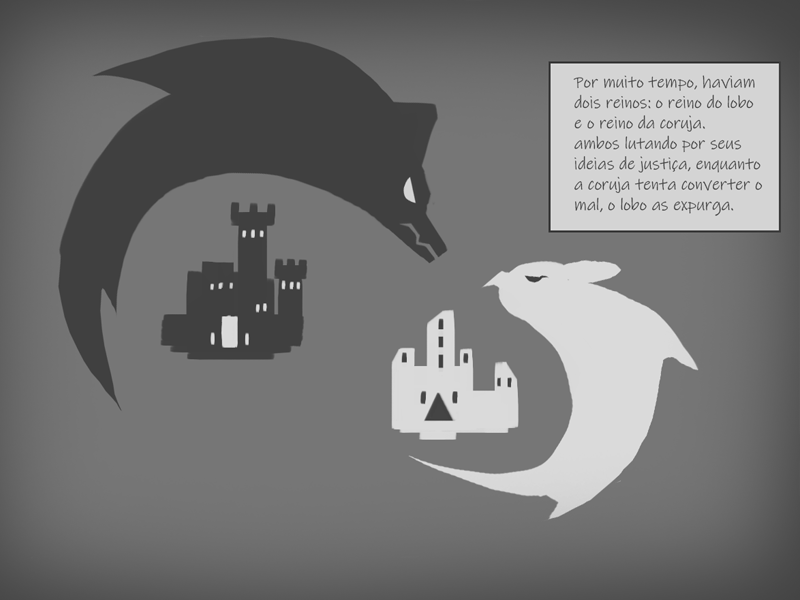 Por muito tempo, haviam
dois reinos: o reino do lobo
e o reino da coruja.
ambos lutando por seus
ideias de justiça, enquanto
a coruja tenta converter o
mal, o lobo as expurga.